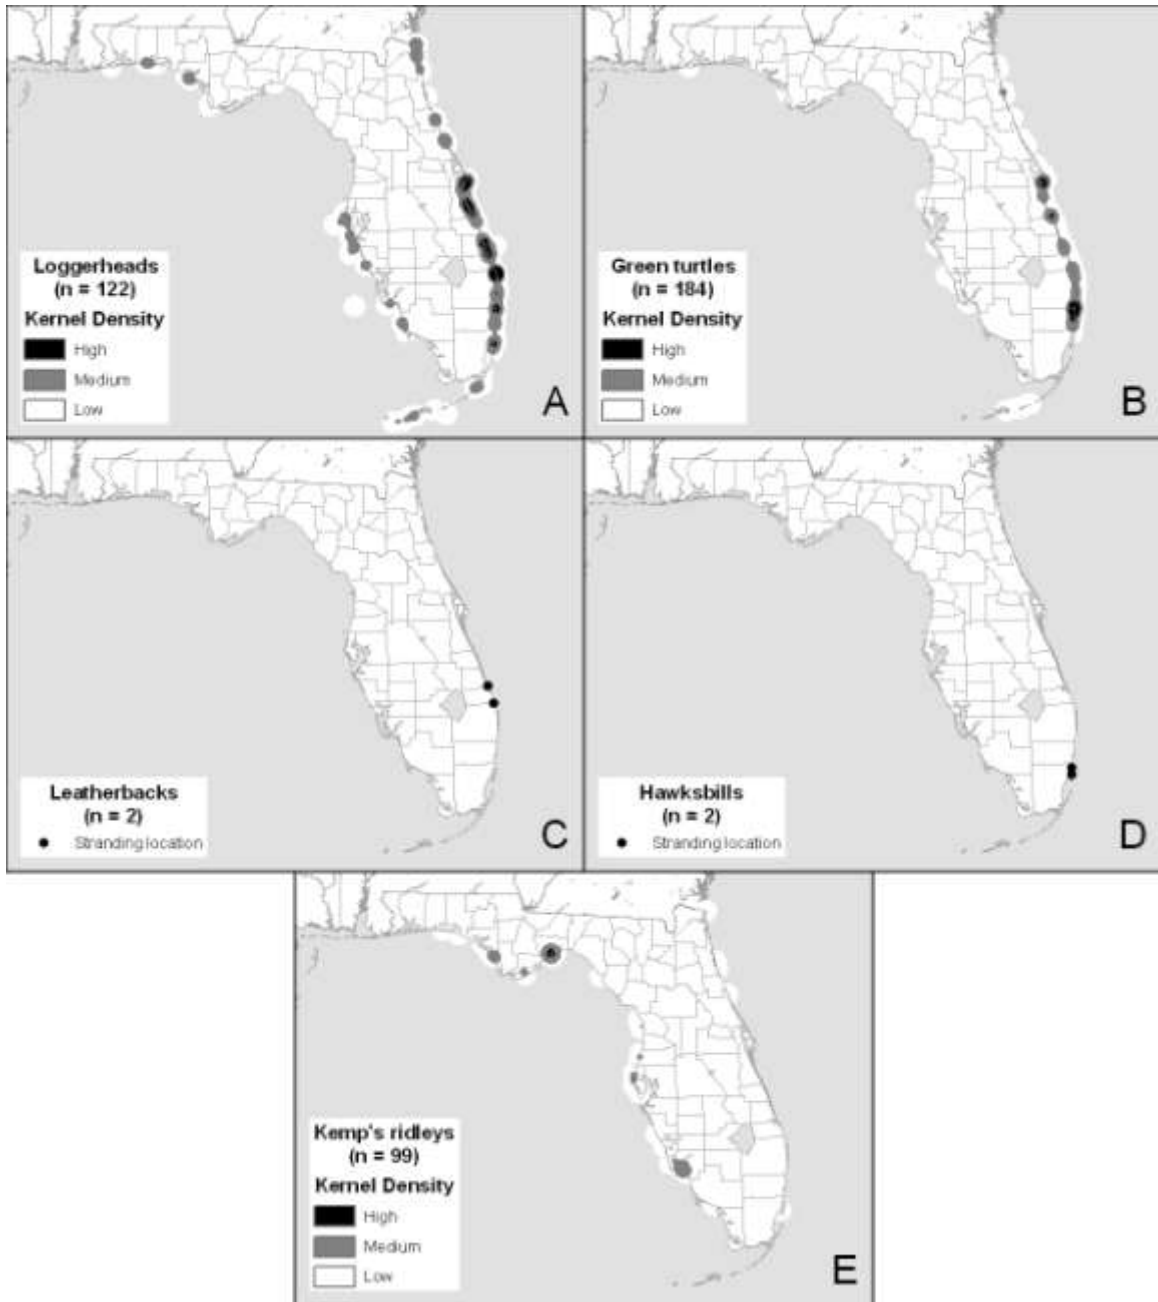 Loggerheads
(n = 122)
Kernel Density
High
Medium
Low
A
Green turtles
(n = 184)
Kernel Density
High
Medium
Low
B
Leatherbacks
(n = 2)
Stranding location
C
Hawksbills
(n = 2)
Stranding location
D
Kemp's ridleys
(n = 99)
Kernel Density
High
Medium
Low
E